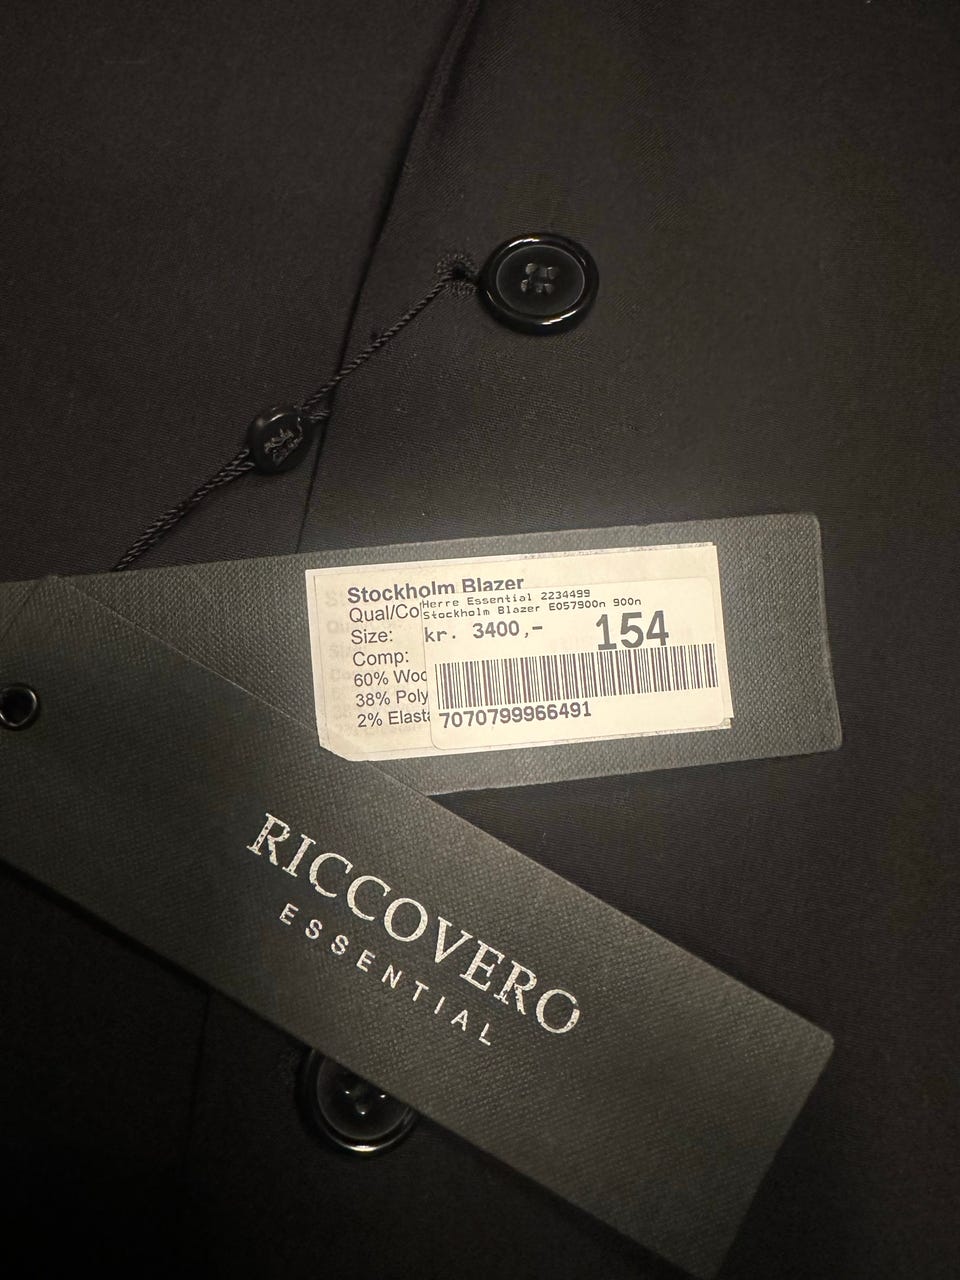 Stockholm Blazer
Qual/Co
Size:
Comp:
60% Woo
38% Poly
2% Elasta
Herre Essential 2234499
Stockholm Blazer E057900n 900n
kr. 3400,-
154
7070799966491
RICCOVERO
ESSENTIAL